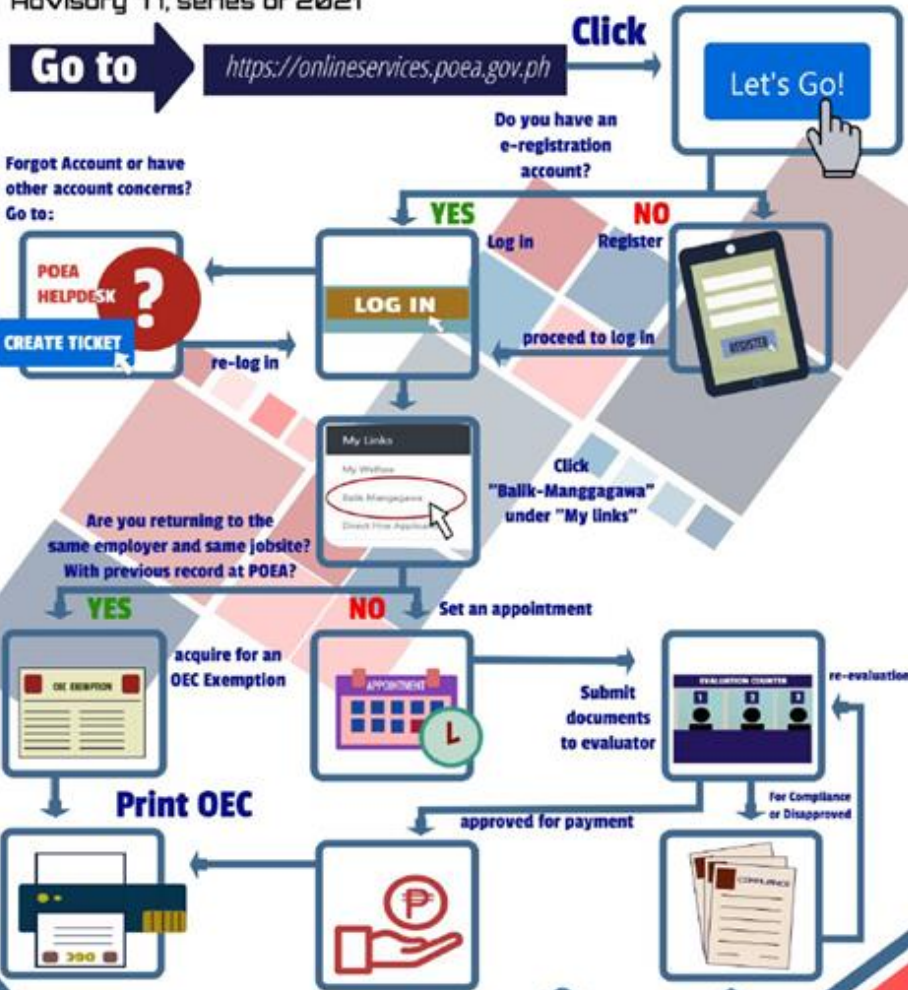 Advisory 71, series of 2021
Go to
https://onlineservices.poea.gov.ph
Click
Let's Go!
Do you have an
e-registration
account?
Forgot Account or have
other account concerns?
Go to:
YES
NO
Log in
Register
POEA
HELPDESK
?
CREATE TICKET
LOG IN
REGISTER
proceed to log in
re-log in
My Links
My Welfare
Balik Manggagawa
Direct Hire
Click
"Balik-Manggagawa"
under "My links"
Are you returning to the
same employer and same jobsite?
With previous record at POEA?
YES
NO
Set an appointment
OEC EXEMPTION
acquire for an
OEC Exemption
APPOINTMENT
Submit
documents
to evaluator
EVALUATION COUNTER
1 2 3
re-evaluation
Print OEC
approved for payment
For Compliance
or Disapproved
₱
COMPLIANCE